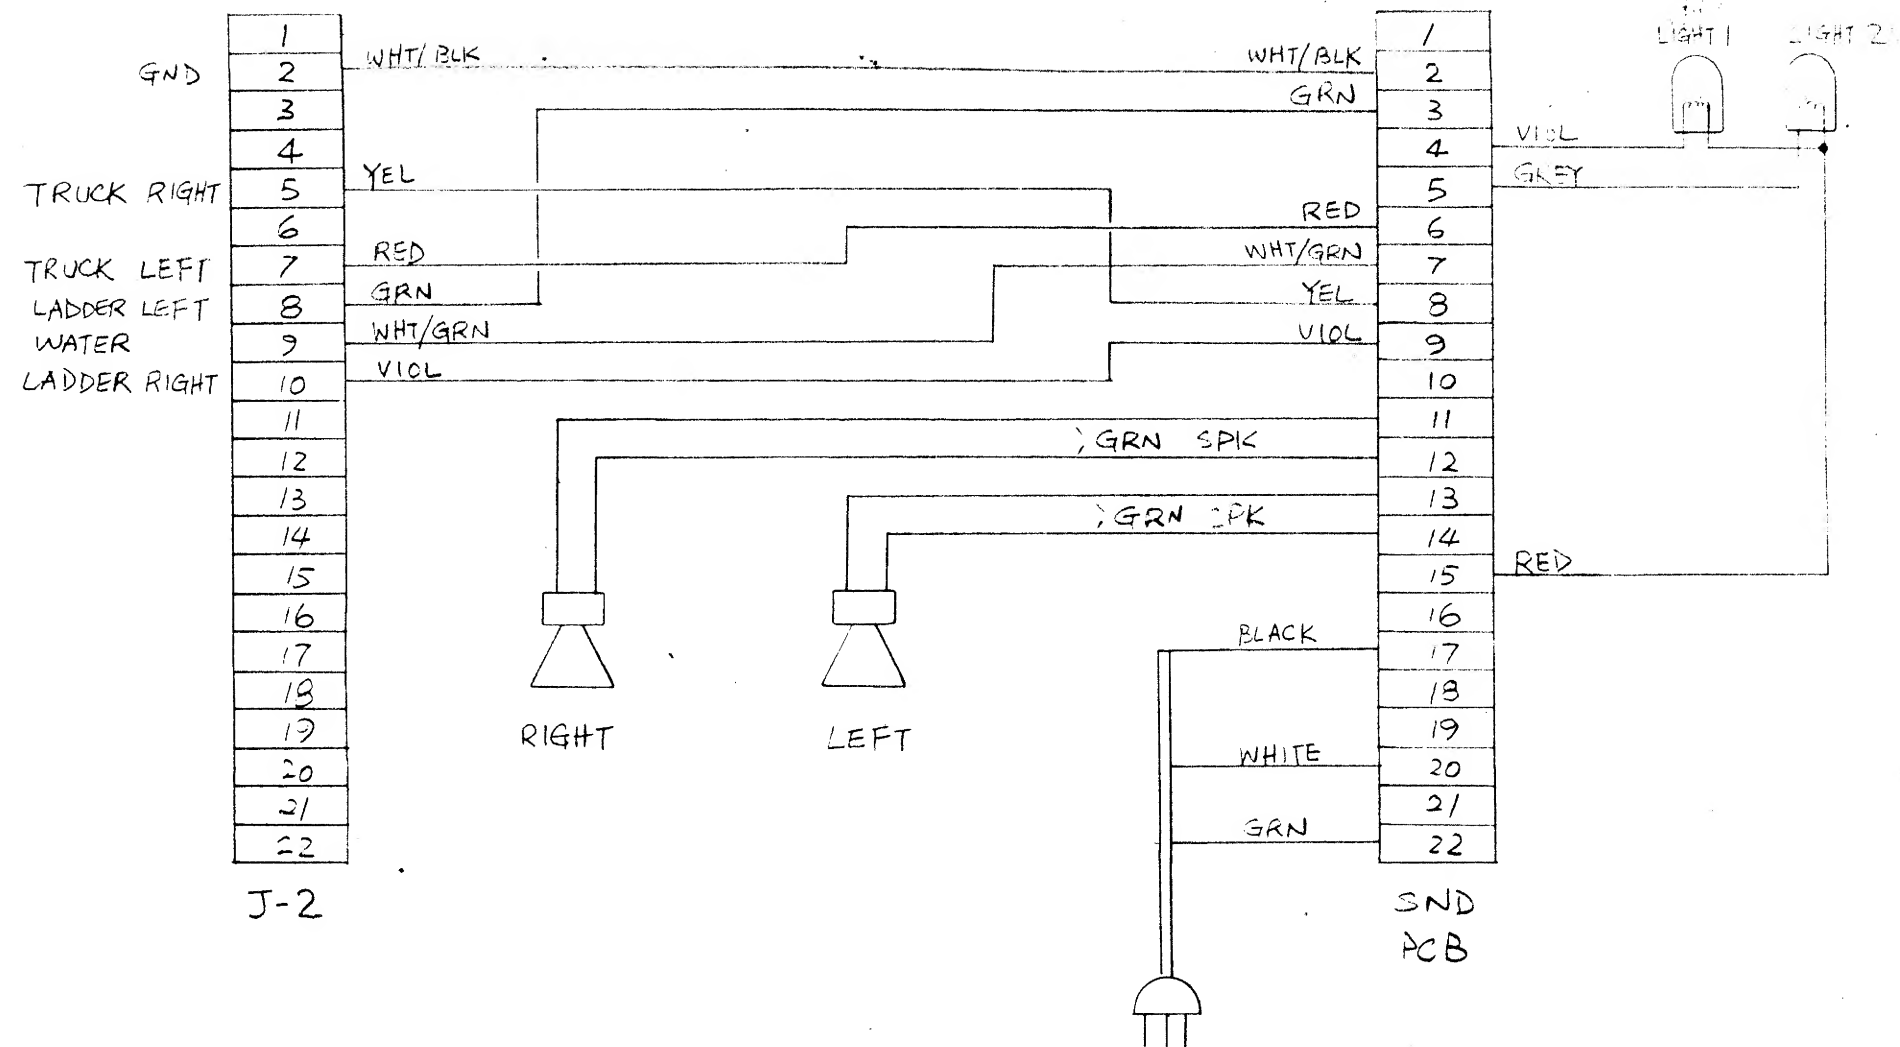 LIGHT 1
LIGHT 2
GND
TRUCK RIGHT
TRUCK LEFT
LADDER LEFT
WATER
LADDER RIGHT
1
2
3
4
5
6
7
8
9
10
11
12
13
14
15
16
17
18
19
20
21
22
J-2
WHT/BLK
YEL
RED
GRN
WHT/GRN
VIOL
WHT/BLK
GRN
RED
WHT/GRN
YEL
VIOL
GRN SPK
GRN SPK
RIGHT
LEFT
BLACK
WHITE
GRN
1
2
3
4
5
6
7
8
9
10
11
12
13
14
15
16
17
18
19
20
21
22
SND
PCB
VIOL
GREY
RED